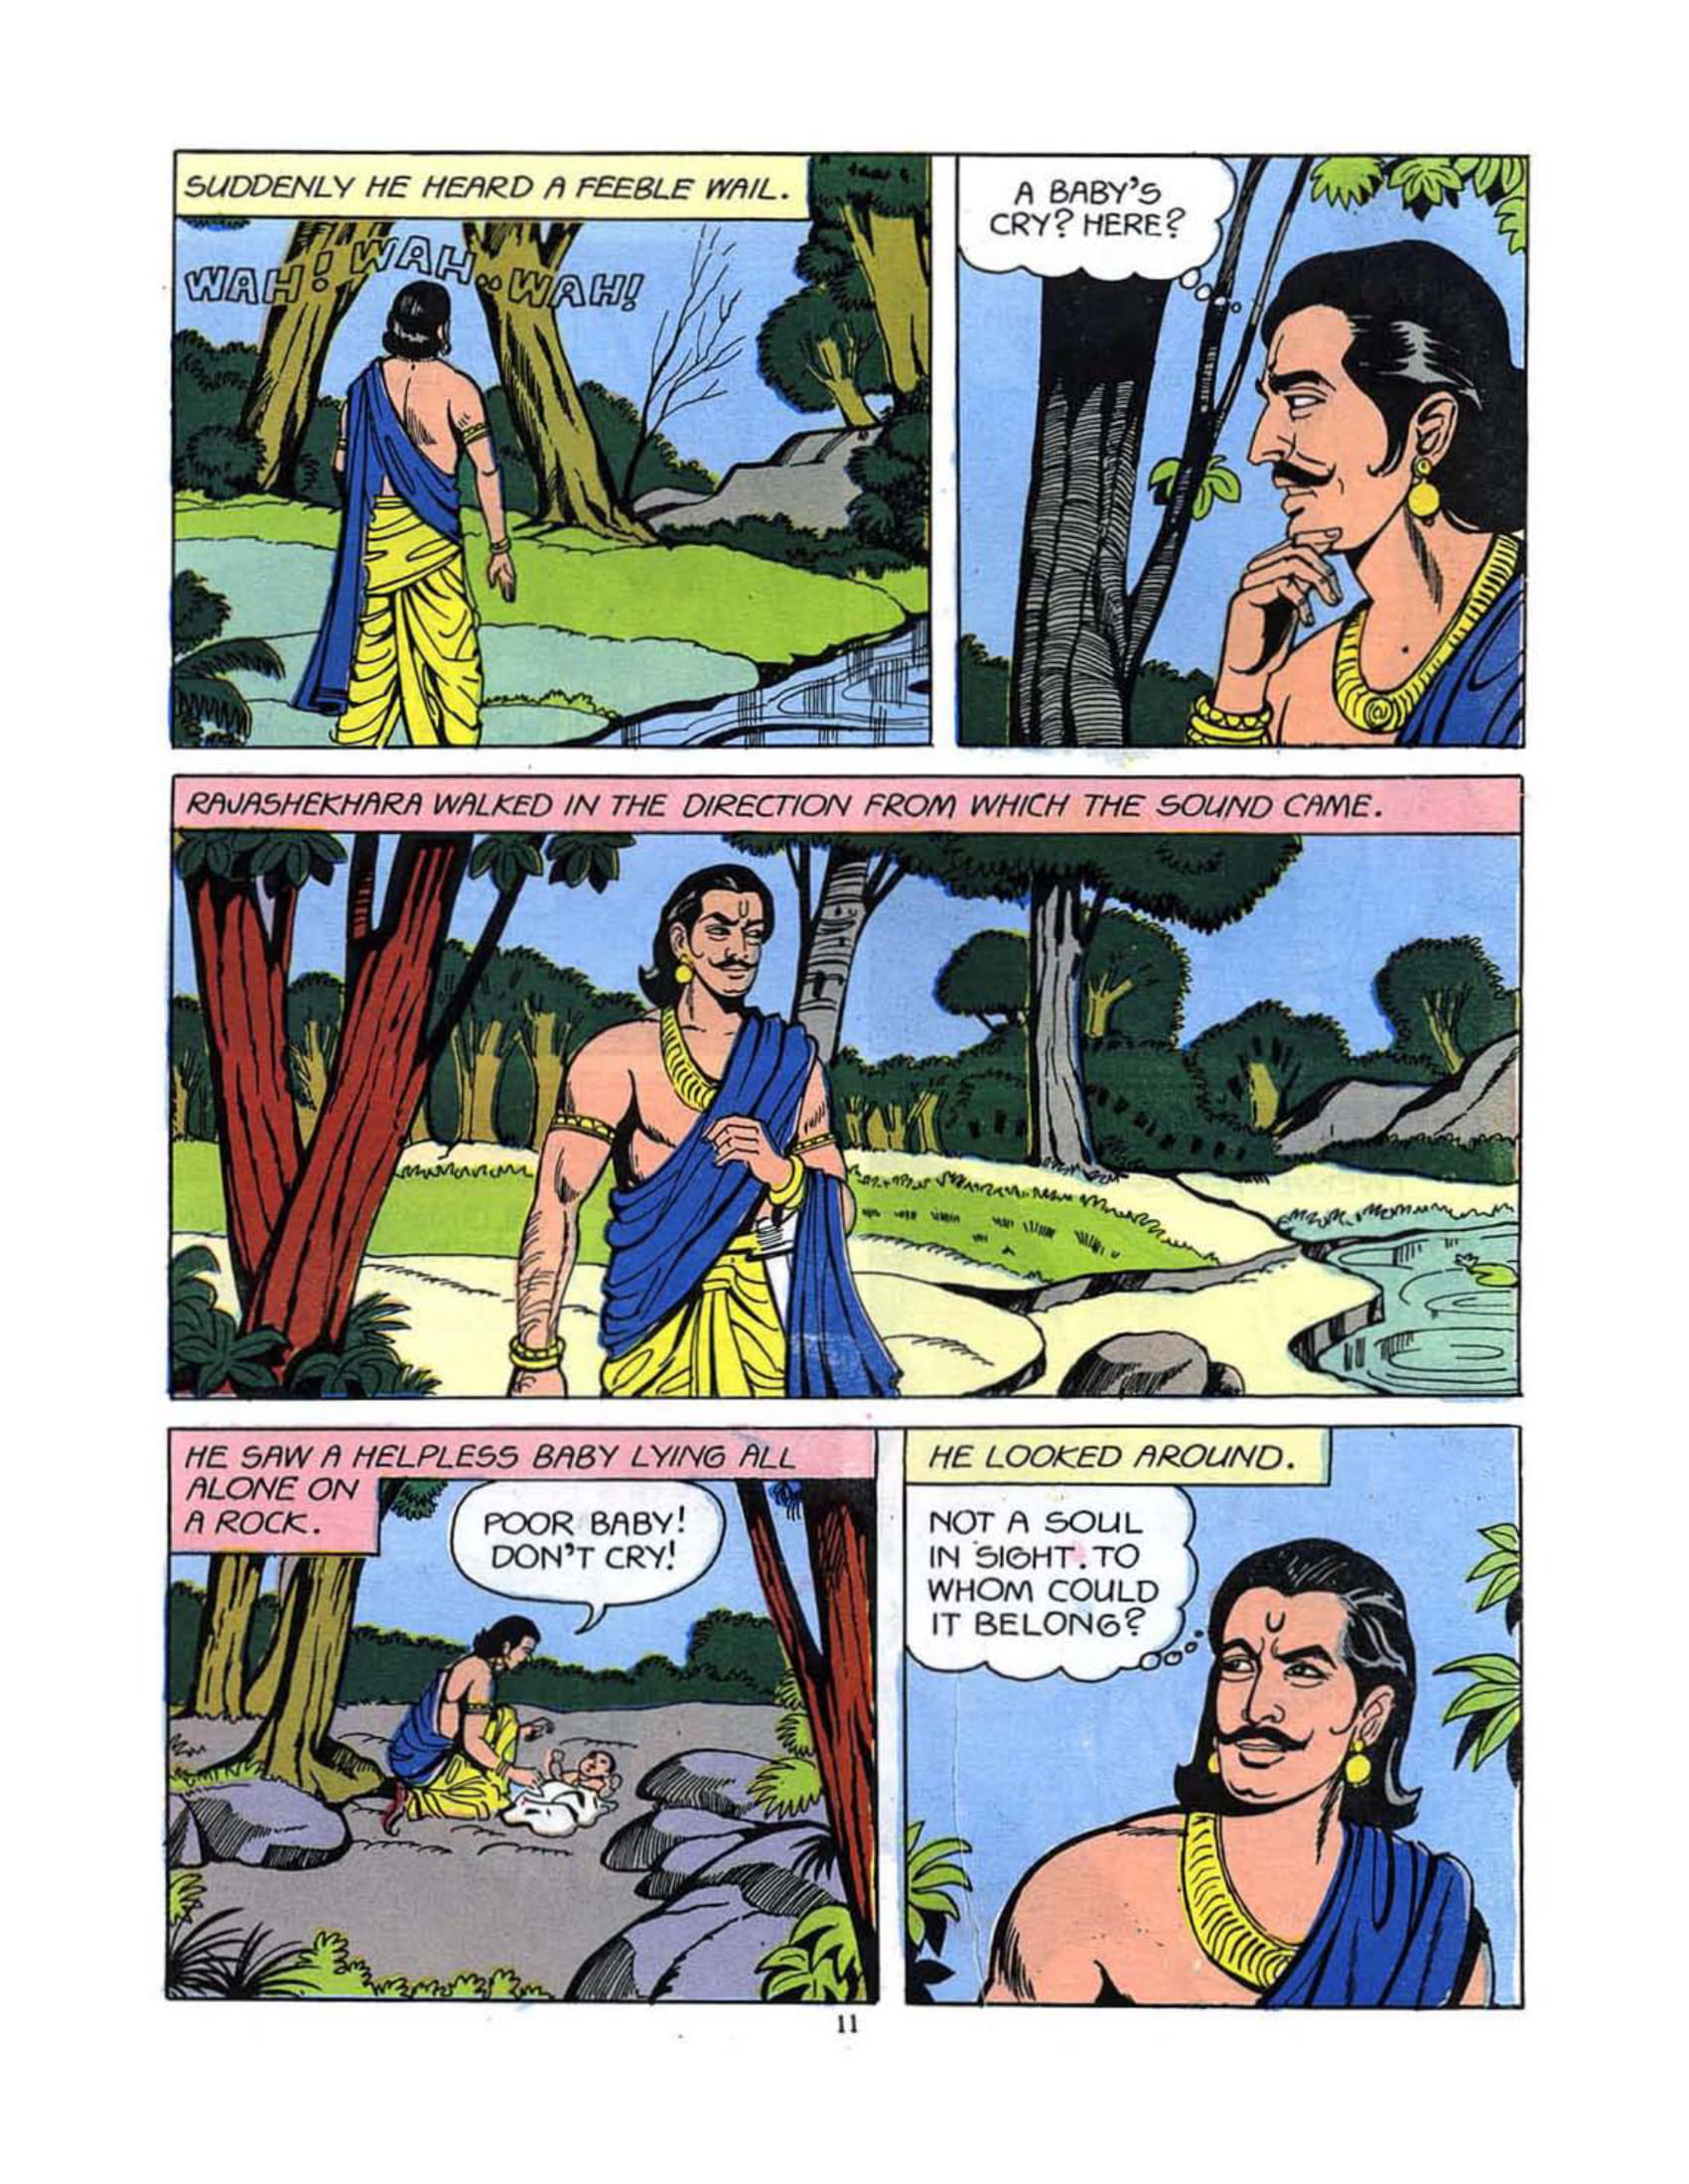 SUDDENLY HE HEARD A FEEBLE WAIL.
WAH! WAH.. WAH!
A BABY'S
CRY? HERE?
RAJASHEKHARA WALKED IN THE DIRECTION FROM WHICH THE SOUND CAME.
HE SAW A HELPLESS BABY LYING ALL
ALONE ON
A ROCK.
POOR BABY!
DON'T CRY!
HE LOOKED AROUND.
NOT A SOUL
IN SIGHT. TO
WHOM COULD
IT BELONG?
11